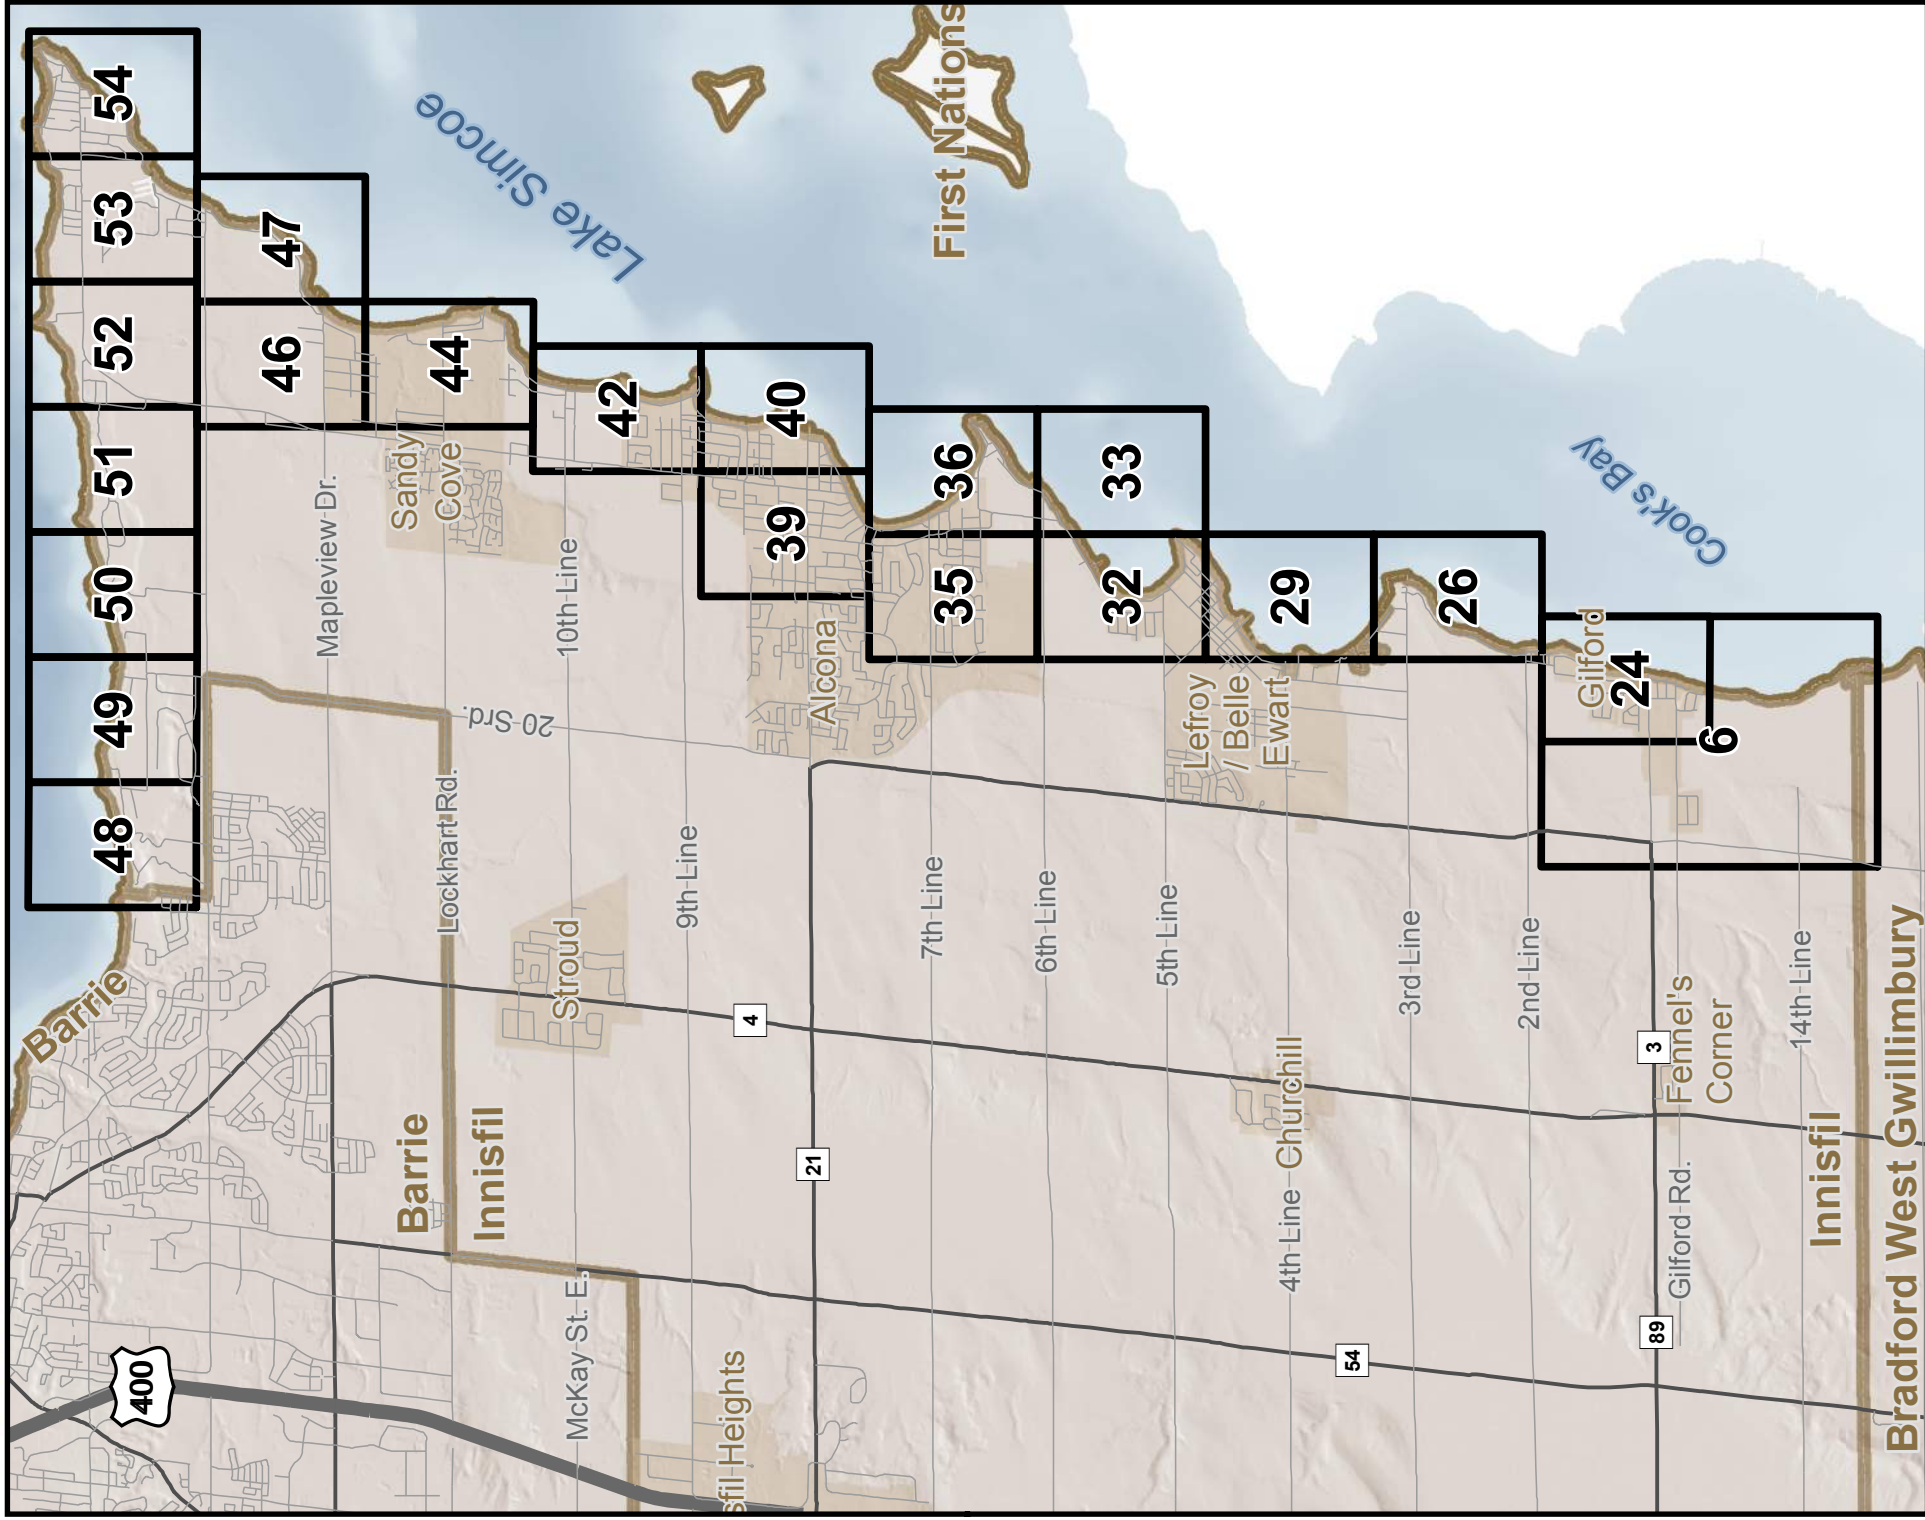 54
53
52
51
50
49
48
47
46
44
42
40
39
36
35
33
32
29
26
24
6
Lake Simcoe
First Nations
Cook's Bay
Sandy
Cove
Mapleview Dr.
10th Line
20 Srd.
Alcona
Lefroy
/ Belle
Ewart
Gilford
Lockhart Rd.
9th Line
7th Line
6th Line
5th Line
3rd Line
2nd Line
14th Line
Stroud
Barrie
Barrie
Innisfil
4
21
Churchill
4th Line
3
Fennel's
Corner
Gilford Rd.
Innisfil
Bradford West Gwillimbury
McKay St. E.
400
sfil Heights
54
89